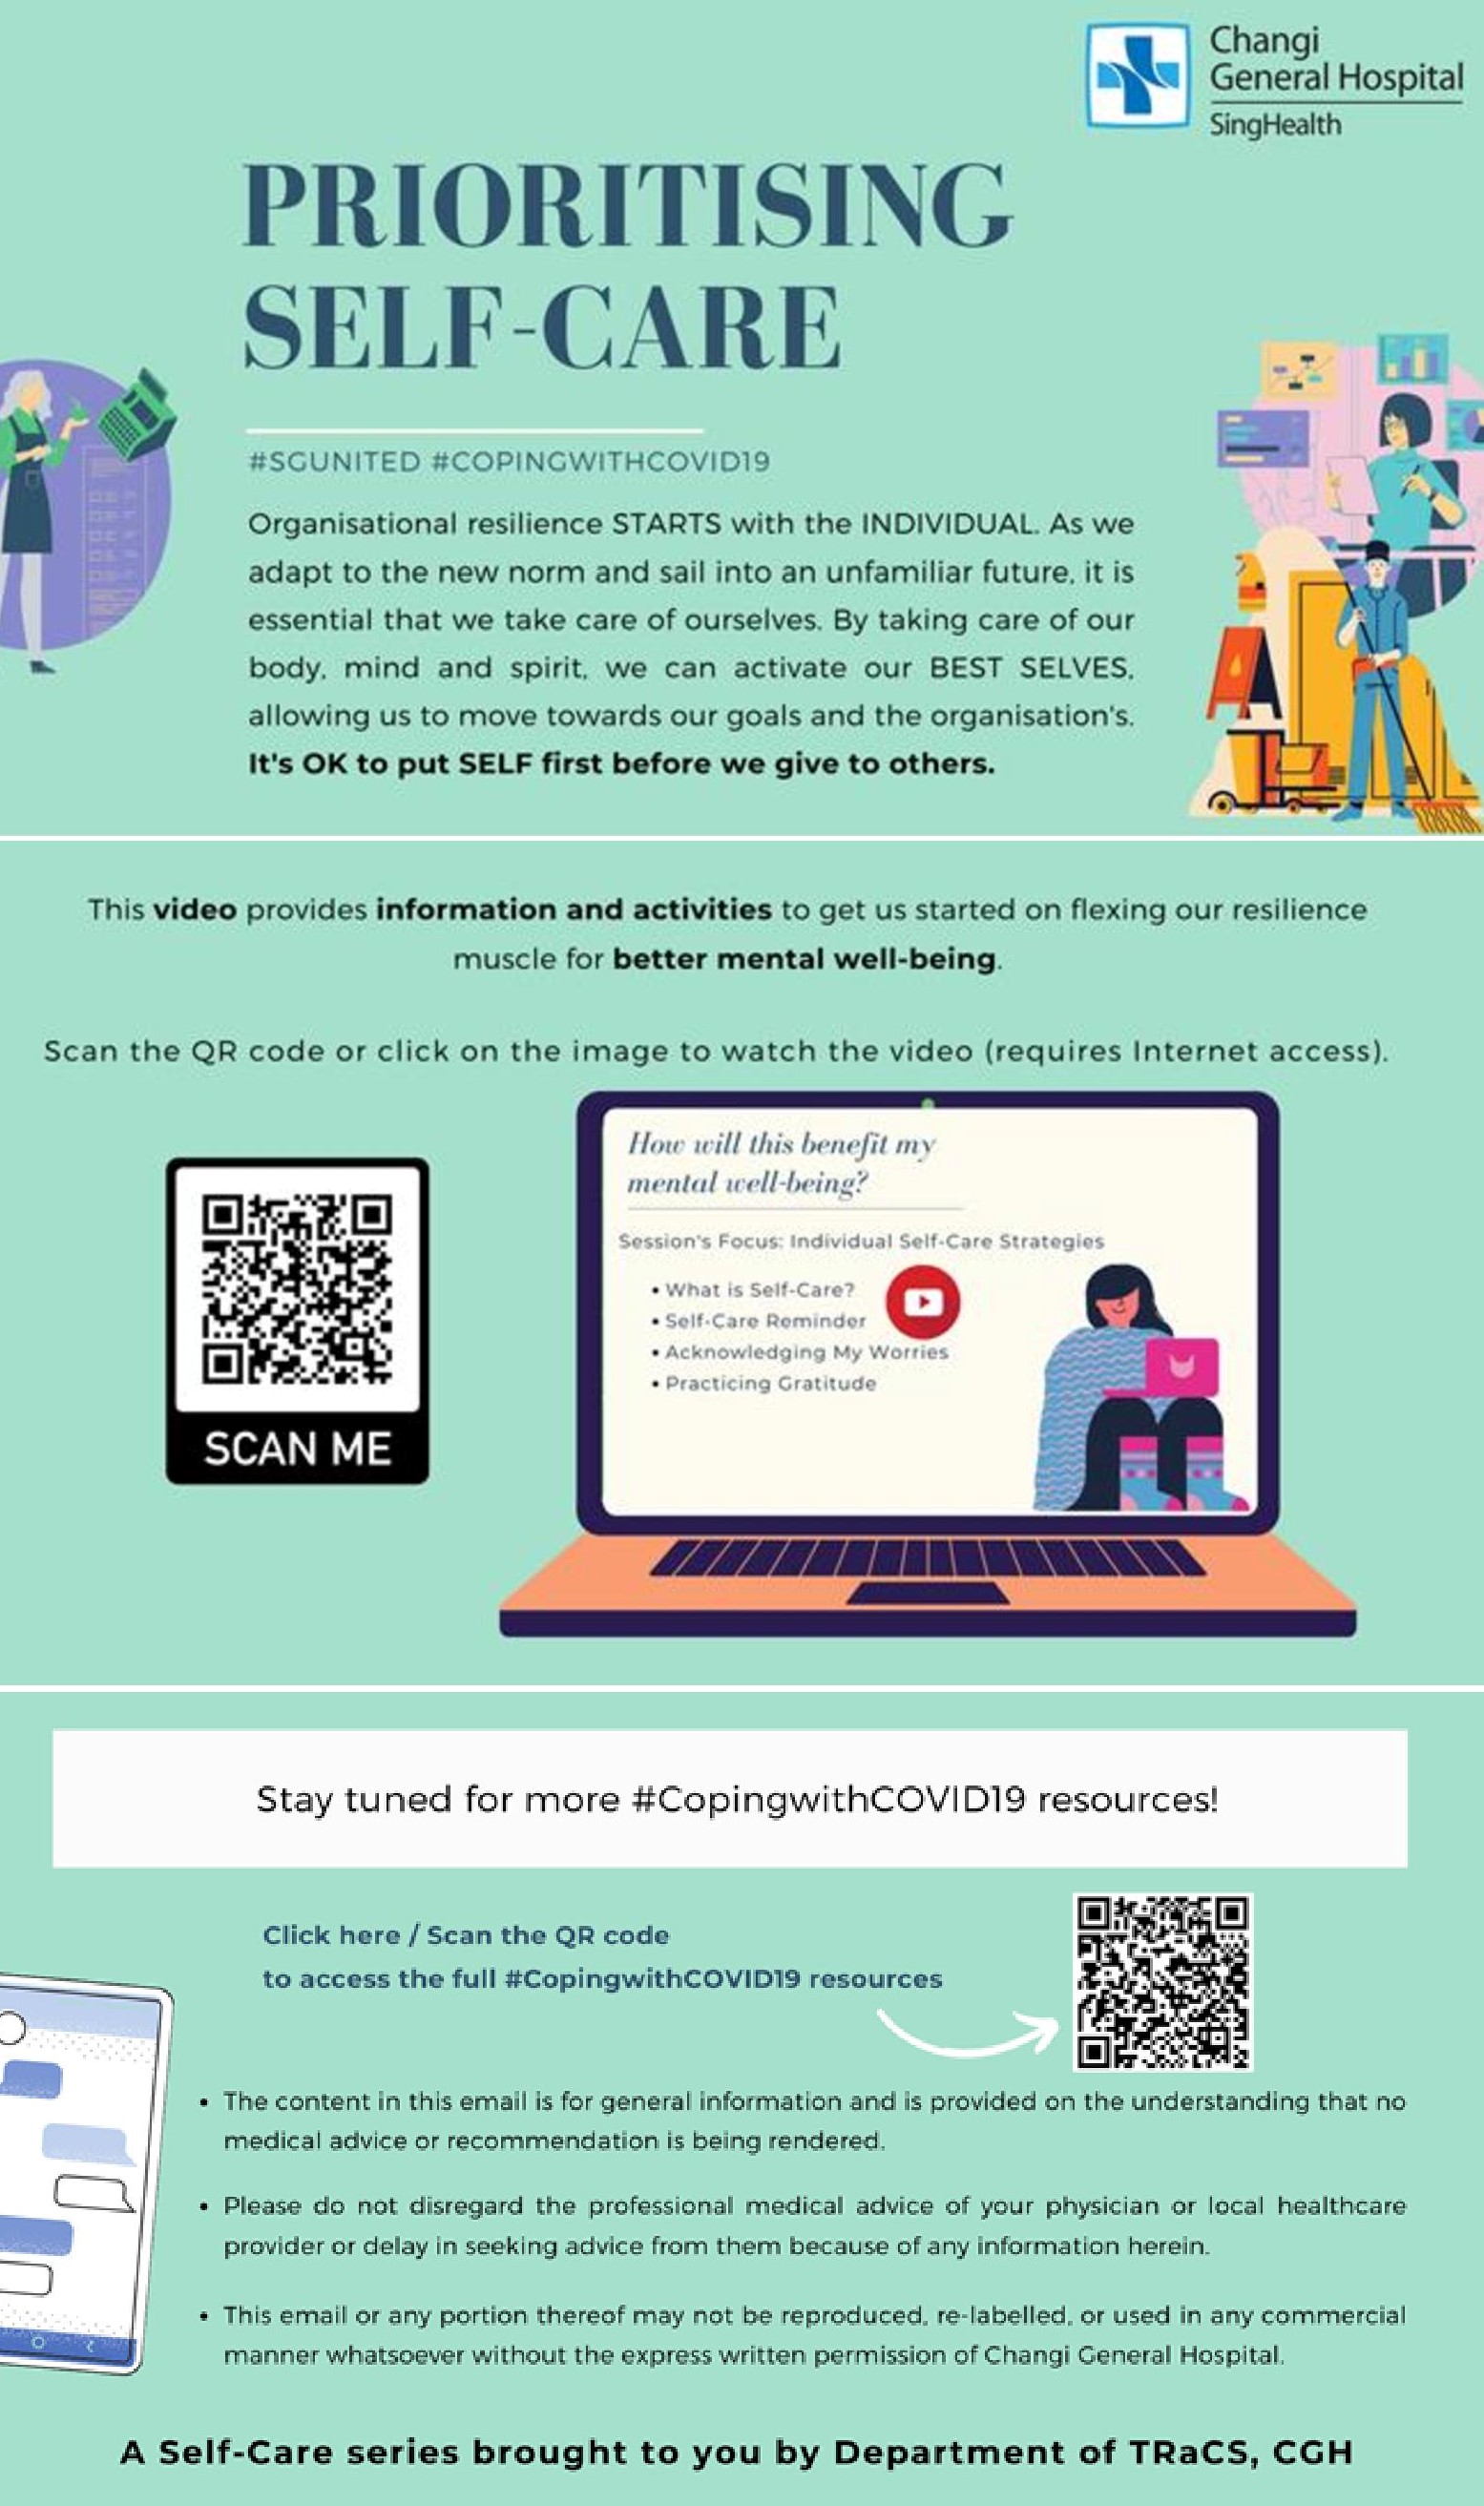 Changi
General Hospital
SingHealth
PRIORITISING
SELF-CARE
#SGUNITED #COPINGWITHCOVID19
Organisational resilience STARTS with the INDIVIDUAL. As we
adapt to the new norm and sail into an unfamiliar future, it is
essential that we take care of ourselves. By taking care of our
body, mind and spirit, we can activate our BEST SELVES,
allowing us to move towards our goals and the organisation's.
It's OK to put SELF first before we give to others.
This video provides information and activities to get us started on flexing our resilience
muscle for better mental well-being.
Scan the QR code or click on the image to watch the video (requires Internet access).
SCAN ME
How will this benefit my
mental well-being?
Session's Focus: Individual Self-Care Strategies
• What is Self-Care?
• Self-Care Reminder
• Acknowledging My Worries
• Practicing Gratitude
Stay tuned for more #CopingwithCOVID19 resources!
Click here / Scan the QR code
to access the full #CopingwithCOVID19 resources
• The content in this email is for general information and is provided on the understanding that no
medical advice or recommendation is being rendered.
• Please do not disregard the professional medical advice of your physician or local healthcare
provider or delay in seeking advice from them because of any information herein.
• This email or any portion thereof may not be reproduced, re-labelled, or used in any commercial
manner whatsoever without the express written permission of Changi General Hospital.
A Self-Care series brought to you by Department of TRaCS, CGH